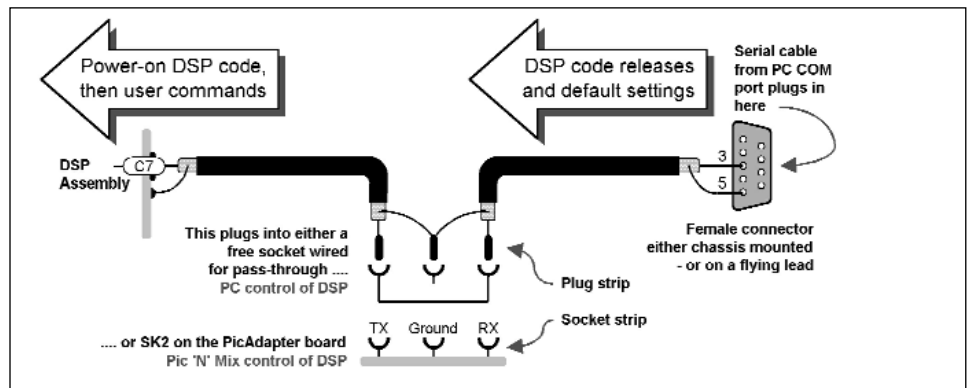 Power-on DSP code,
then user commands
DSP code releases
and default settings
Serial cable
from PC COM
port plugs in
here
DSP
Assembly
C7
3
5
This plugs into either a
free socket wired
for pass-through ....
PC control of DSP
Plug strip
Female connector
either chassis mounted
- or on a flying lead
TX Ground RX
Socket strip
.... or SK2 on the PicAdapter board
Pic 'N' Mix control of DSP